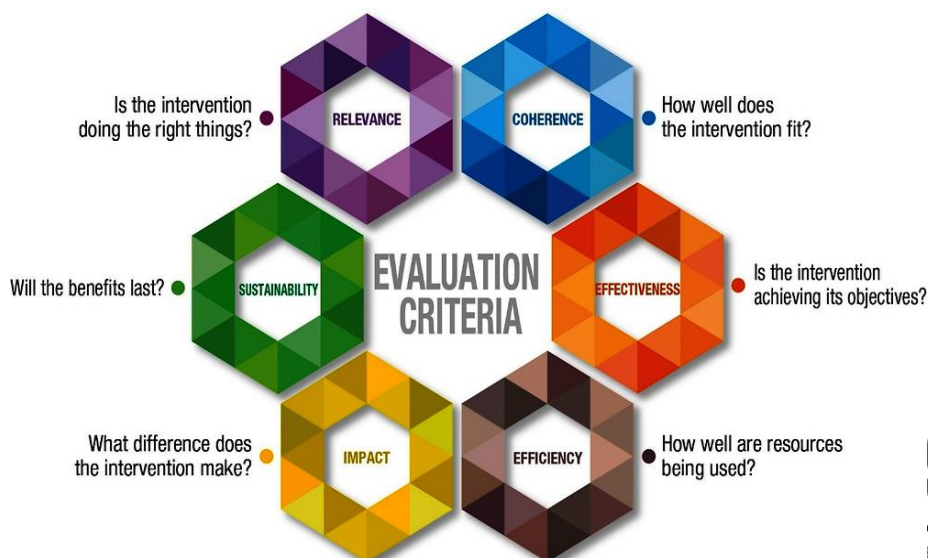 RELEVANCE
COHERENCE
Is the intervention
doing the right things?
How well does
the intervention fit?
SUSTAINABILITY
EVALUATION
CRITERIA
EFFECTIVENESS
Will the benefits last?
Is the intervention
achieving its objectives?
IMPACT
EFFICIENCY
What difference does
the intervention make?
How well are resources
being used?